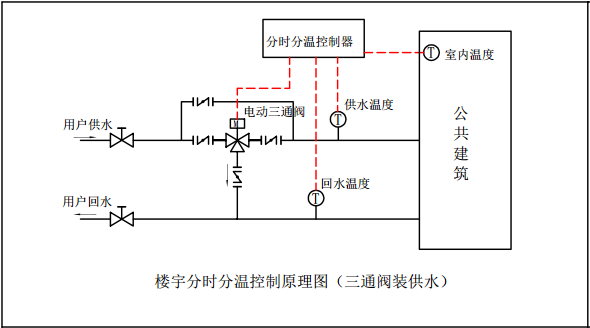 分时分温控制器
T 室内温度
电动三通阀
M
供水温度
T
用户供水
公共建筑
回水温度
T
用户回水
楼宇分时分温控制原理图（三通阀装供水）